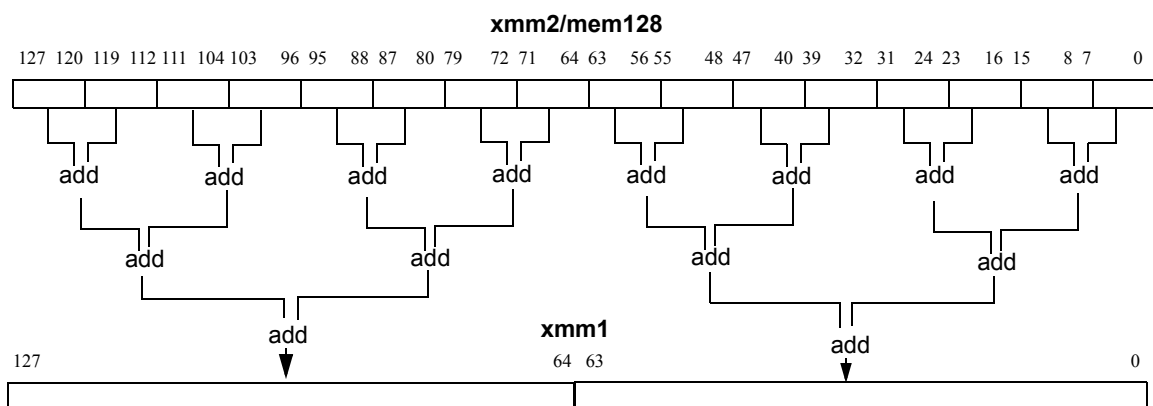 xmm2/mem128
127 120 119 112 111 104 103 96 95 88 87 80 79 72 71 64 63 56 55 48 47 40 39 32 31 24 23 16 15 8 7 0
add add add add add add add add
add add add add
add add
xmm1
127 64 63 0